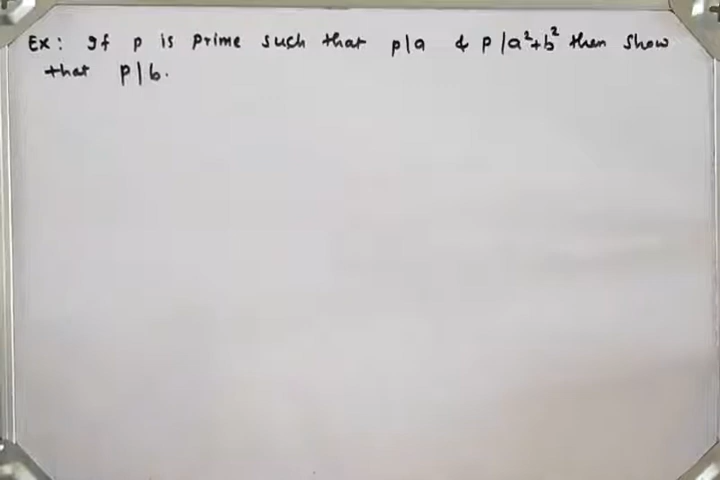 Ex: If p is prime such that p|a & p|a²+b² then show
that p|b.